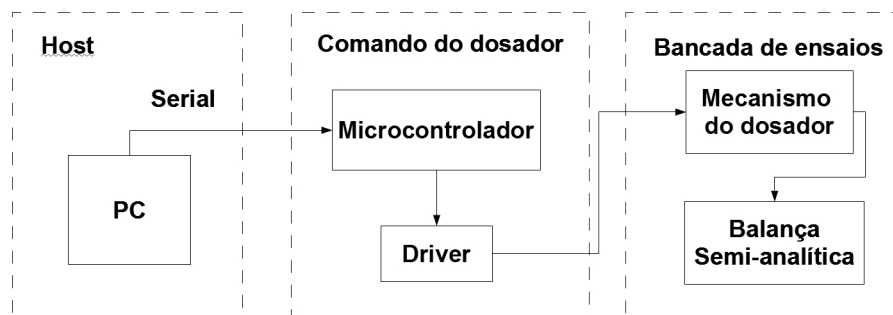 Host
Serial
PC
Comando do dosador
Microcontrolador
Driver
Bancada de ensaios
Mecanismo
do dosador
Balança
Semi-analítica